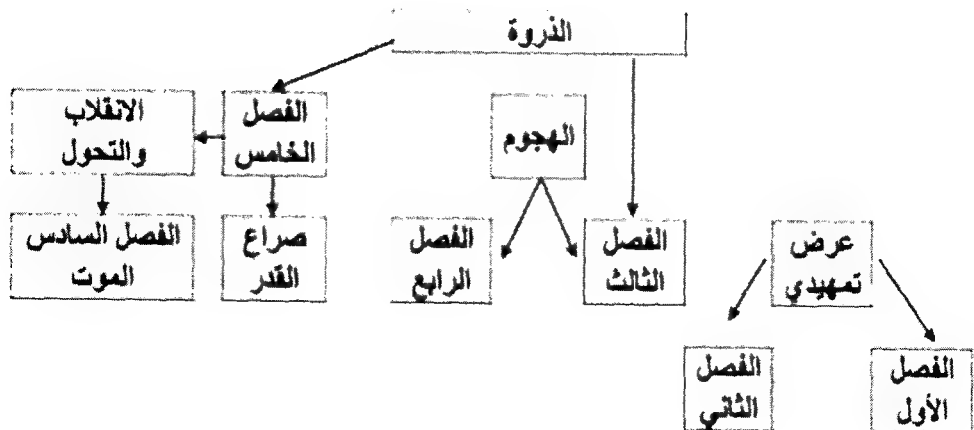 الذروة
الهجوم
الفصل
الخامس
الانقلاب
والتحول
عرض
تمهيدي
الفصل
الثالث
الفصل
الرابع
صراع
القدر
الفصل السادس
الموت
الفصل
الأول
الفصل
الثاني